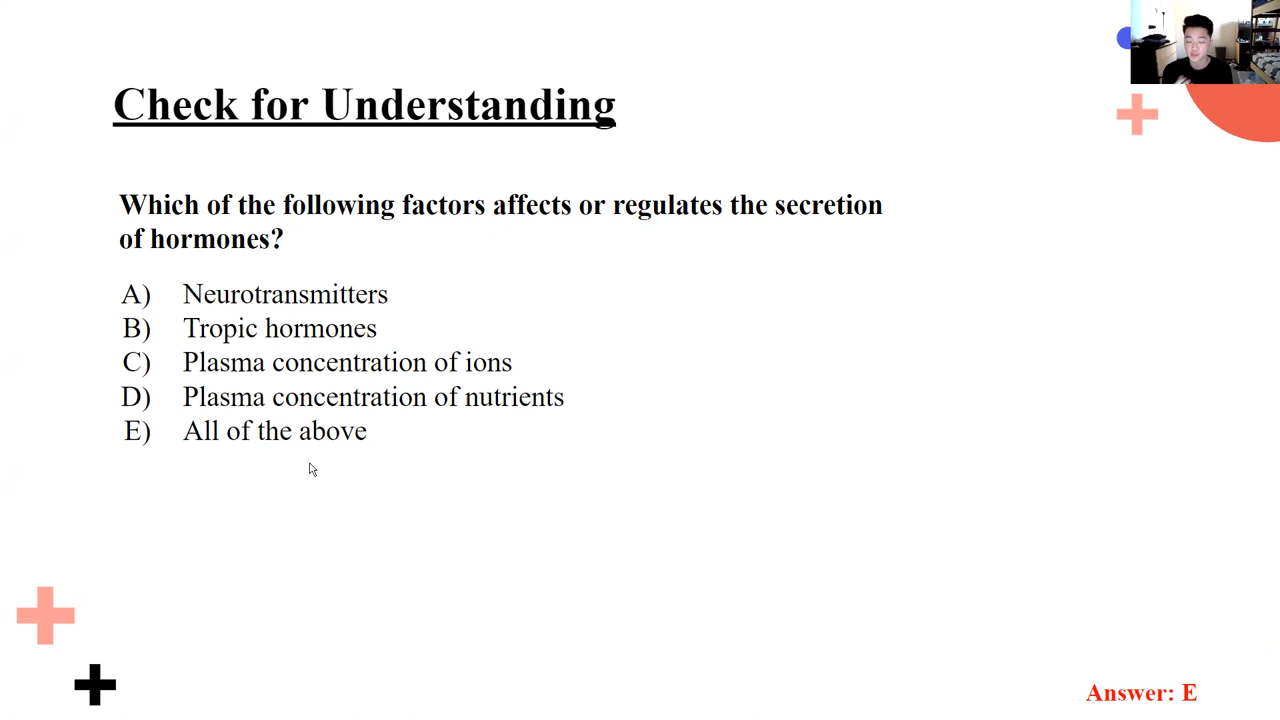 Check for Understanding
Which of the following factors affects or regulates the secretion
of hormones?
A) Neurotransmitters
B) Tropic hormones
C) Plasma concentration of ions
D) Plasma concentration of nutrients
E) All of the above
Answer: E